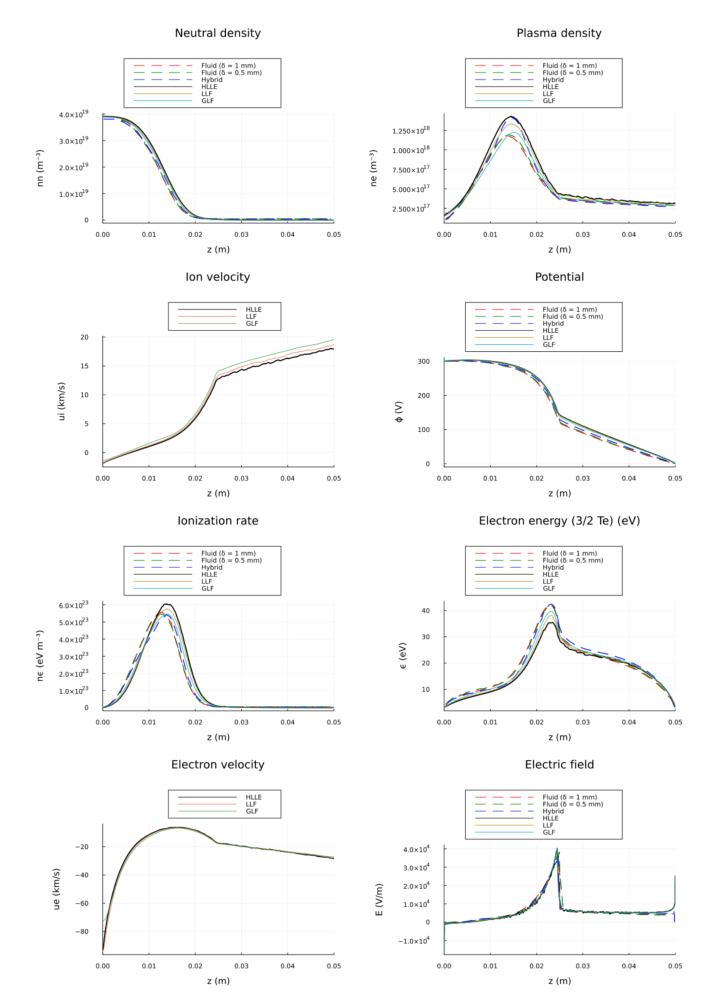 Neutral density
Fluid (δ = 1 mm)
Fluid (δ = 0.5 mm)
Hybrid
HLLE
LLF
GLF
nn (m⁻³)
4.0×10¹⁹
3.0×10¹⁹
2.0×10¹⁹
1.0×10¹⁹
0
0.00 0.01 0.02 0.03 0.04 0.05
z (m)
Plasma density
Fluid (δ = 1 mm)
Fluid (δ = 0.5 mm)
Hybrid
HLLE
LLF
GLF
ne (m⁻³)
1.250×10¹⁸
1.000×10¹⁸
7.500×10¹⁷
5.000×10¹⁷
2.500×10¹⁷
0.00 0.01 0.02 0.03 0.04 0.05
z (m)
Ion velocity
HLLE
LLF
GLF
ui (km/s)
20
15
10
5
0
0.00 0.01 0.02 0.03 0.04 0.05
z (m)
Potential
Fluid (δ = 1 mm)
Fluid (δ = 0.5 mm)
Hybrid
HLLE
LLF
GLF
ϕ (V)
300
200
100
0
0.00 0.01 0.02 0.03 0.04 0.05
z (m)
Ionization rate
Fluid (δ = 1 mm)
Fluid (δ = 0.5 mm)
Hybrid
HLLE
LLF
GLF
nϵ (eV m⁻³)
6.0×10²³
5.0×10²³
4.0×10²³
3.0×10²³
2.0×10²³
1.0×10²³
0
0.00 0.01 0.02 0.03 0.04 0.05
z (m)
Electron energy (3/2 Te) (eV)
Fluid (δ = 1 mm)
Fluid (δ = 0.5 mm)
Hybrid
HLLE
LLF
GLF
ϵ (eV)
40
30
20
10
0.00 0.01 0.02 0.03 0.04 0.05
z (m)
Electron velocity
HLLE
LLF
GLF
ue (km/s)
−20
−40
−60
−80
0.00 0.01 0.02 0.03 0.04 0.05
z (m)
Electric field
Fluid (δ = 1 mm)
Fluid (δ = 0.5 mm)
Hybrid
HLLE
LLF
GLF
E (V/m)
4.0×10⁴
3.0×10⁴
2.0×10⁴
1.0×10⁴
0
−1.0×10⁴
0.00 0.01 0.02 0.03 0.04 0.05
z (m)